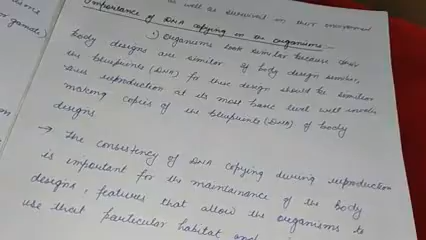 as well as survival in their environment
Importance of DNA copying in the organisms :-
1) Organisms look similar because their
body designs are similar of body design similar,
the blueprints (DNA) for these design should be similar
Thus reproduction at its most basic level will involve
making copies of the blueprints (DNA) of body
designs
gamete)
→ The consistency of DNA copying during reproduction
is important for the maintenance of the body
designs, features that allow the organisms to
use that particular habitat and